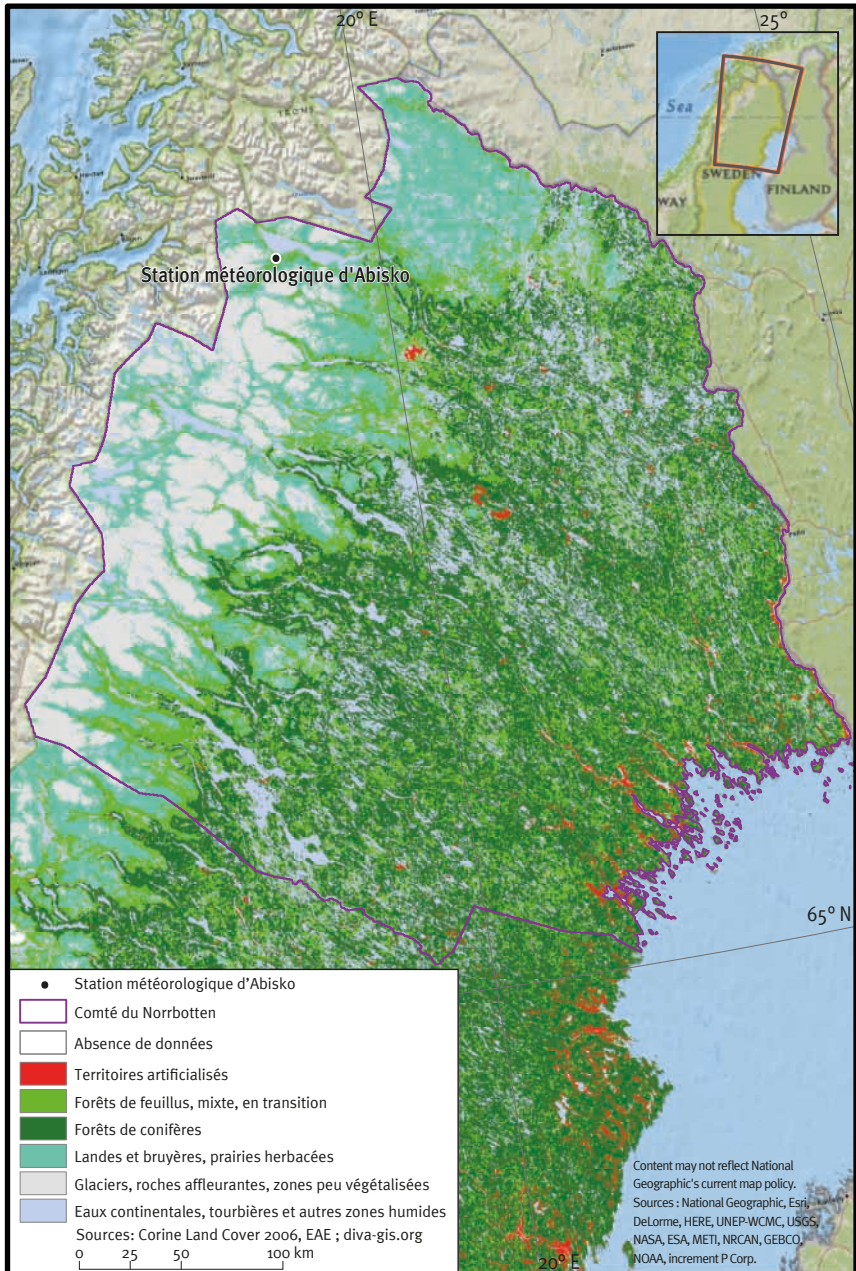 20° E
25°
Sea
SWEDEN
FINLAND
WAY
TROMS
Station météorologique d'Abisko
65° N
Station météorologique d'Abisko
Comté du Norrbotten
Absence de données
Territoires artificialisés
Forêts de feuillus, mixte, en transition
Forêts de conifères
Landes et bruyères, prairies herbacées
Glaciers, roches affleurantes, zones peu végétalisées
Eaux continentales, tourbières et autres zones humides
Sources: Corine Land Cover 2006, EAE ; diva-gis.org
0 25 50 100 km
20° E
Content may not reflect National
Geographic's current map policy.
Sources : National Geographic, Esri,
DeLorme, HERE, UNEP-WCMC, USGS,
NASA, ESA, METI, NRCAN, GEBCO,
NOAA, increment P Corp.